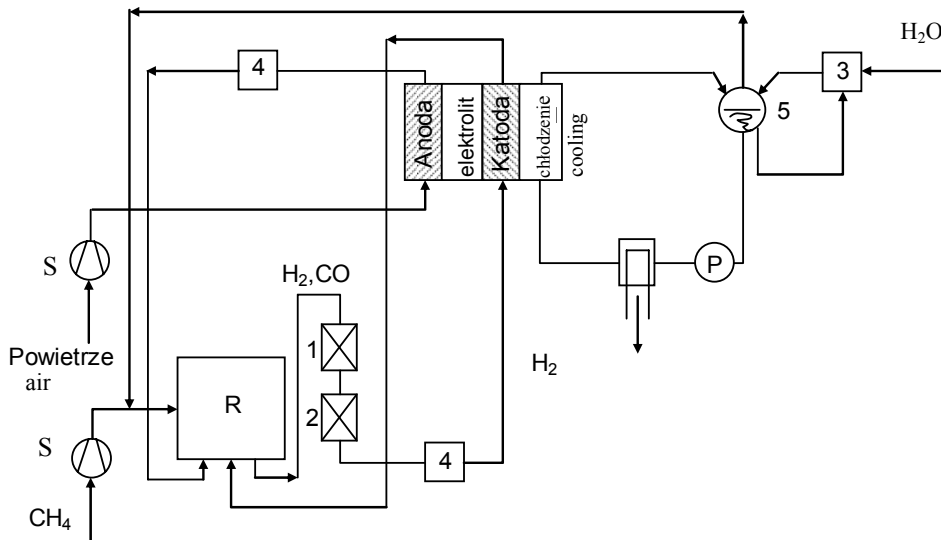 H₂O
4
3
5
Anoda
elektrolit
Katoda
chłodzenie
cooling
S
P
H₂,CO
1
Powietrze
air
H₂
R
2
S
4
CH₄